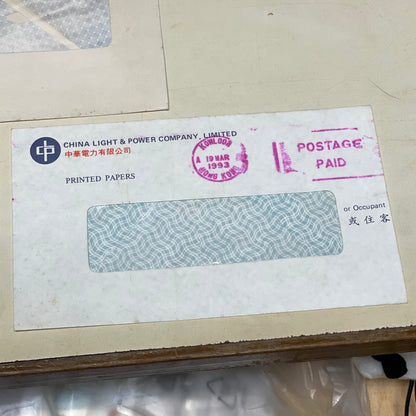 中
CHINA LIGHT & POWER COMPANY, LIMITED
中華電力有限公司
PRINTED PAPERS
KOWLOON
A 19 MAR
1993
HONG KONG
POSTAGE
PAID
or Occupant
或住客